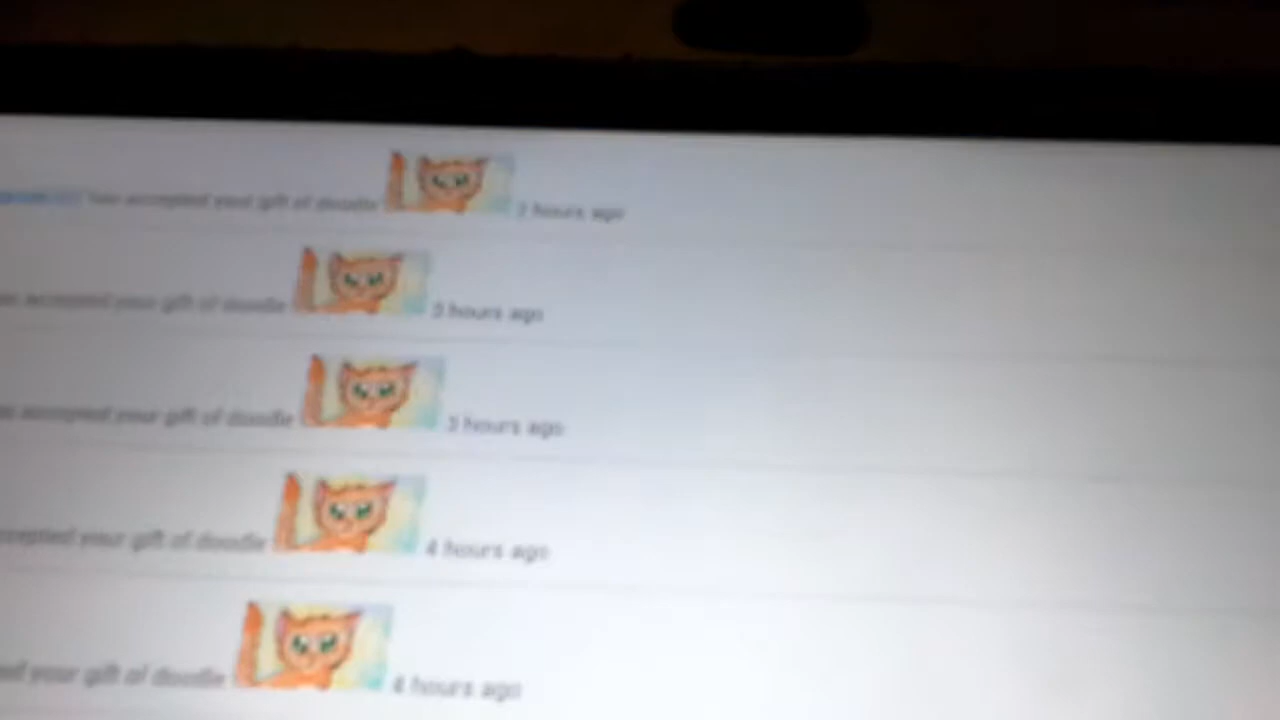 has accepted your gift of doodle 2 hours ago
accepted your gift of doodle 3 hours ago
accepted your gift of doodle 3 hours ago
your gift of doodle 4 hours ago
your gift of doodle 4 hours ago